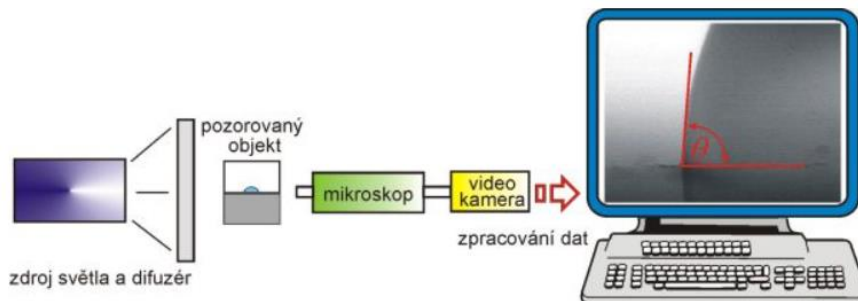 pozorovaný
objekt
mikroskop
video
kamera
zpracování dat
zdroj světla a difuzér
θ